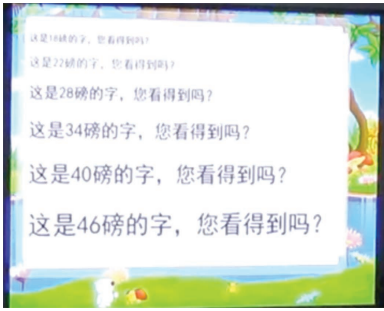 这是18磅的字，您看得到吗？
这是22磅的字，您看得到吗？
这是28磅的字，您看得到吗？
这是34磅的字，您看得到吗？
这是40磅的字，您看得到吗？
这是46磅的字，您看得到吗？